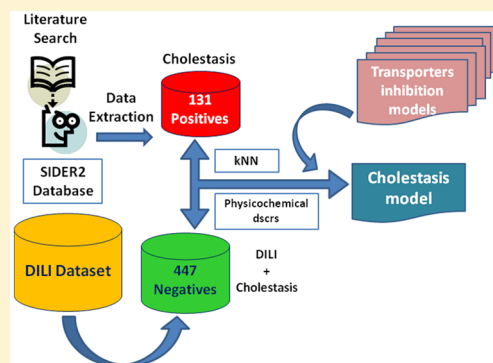 Literature
Search
Data
Extraction
SIDER2
Database
Cholestasis
131
Positives
Transporters
inhibition
models
kNN
Physicochemical
dscrs
Cholestasis
model
DILI Dataset
447
Negatives
DILI
+
Cholestasis